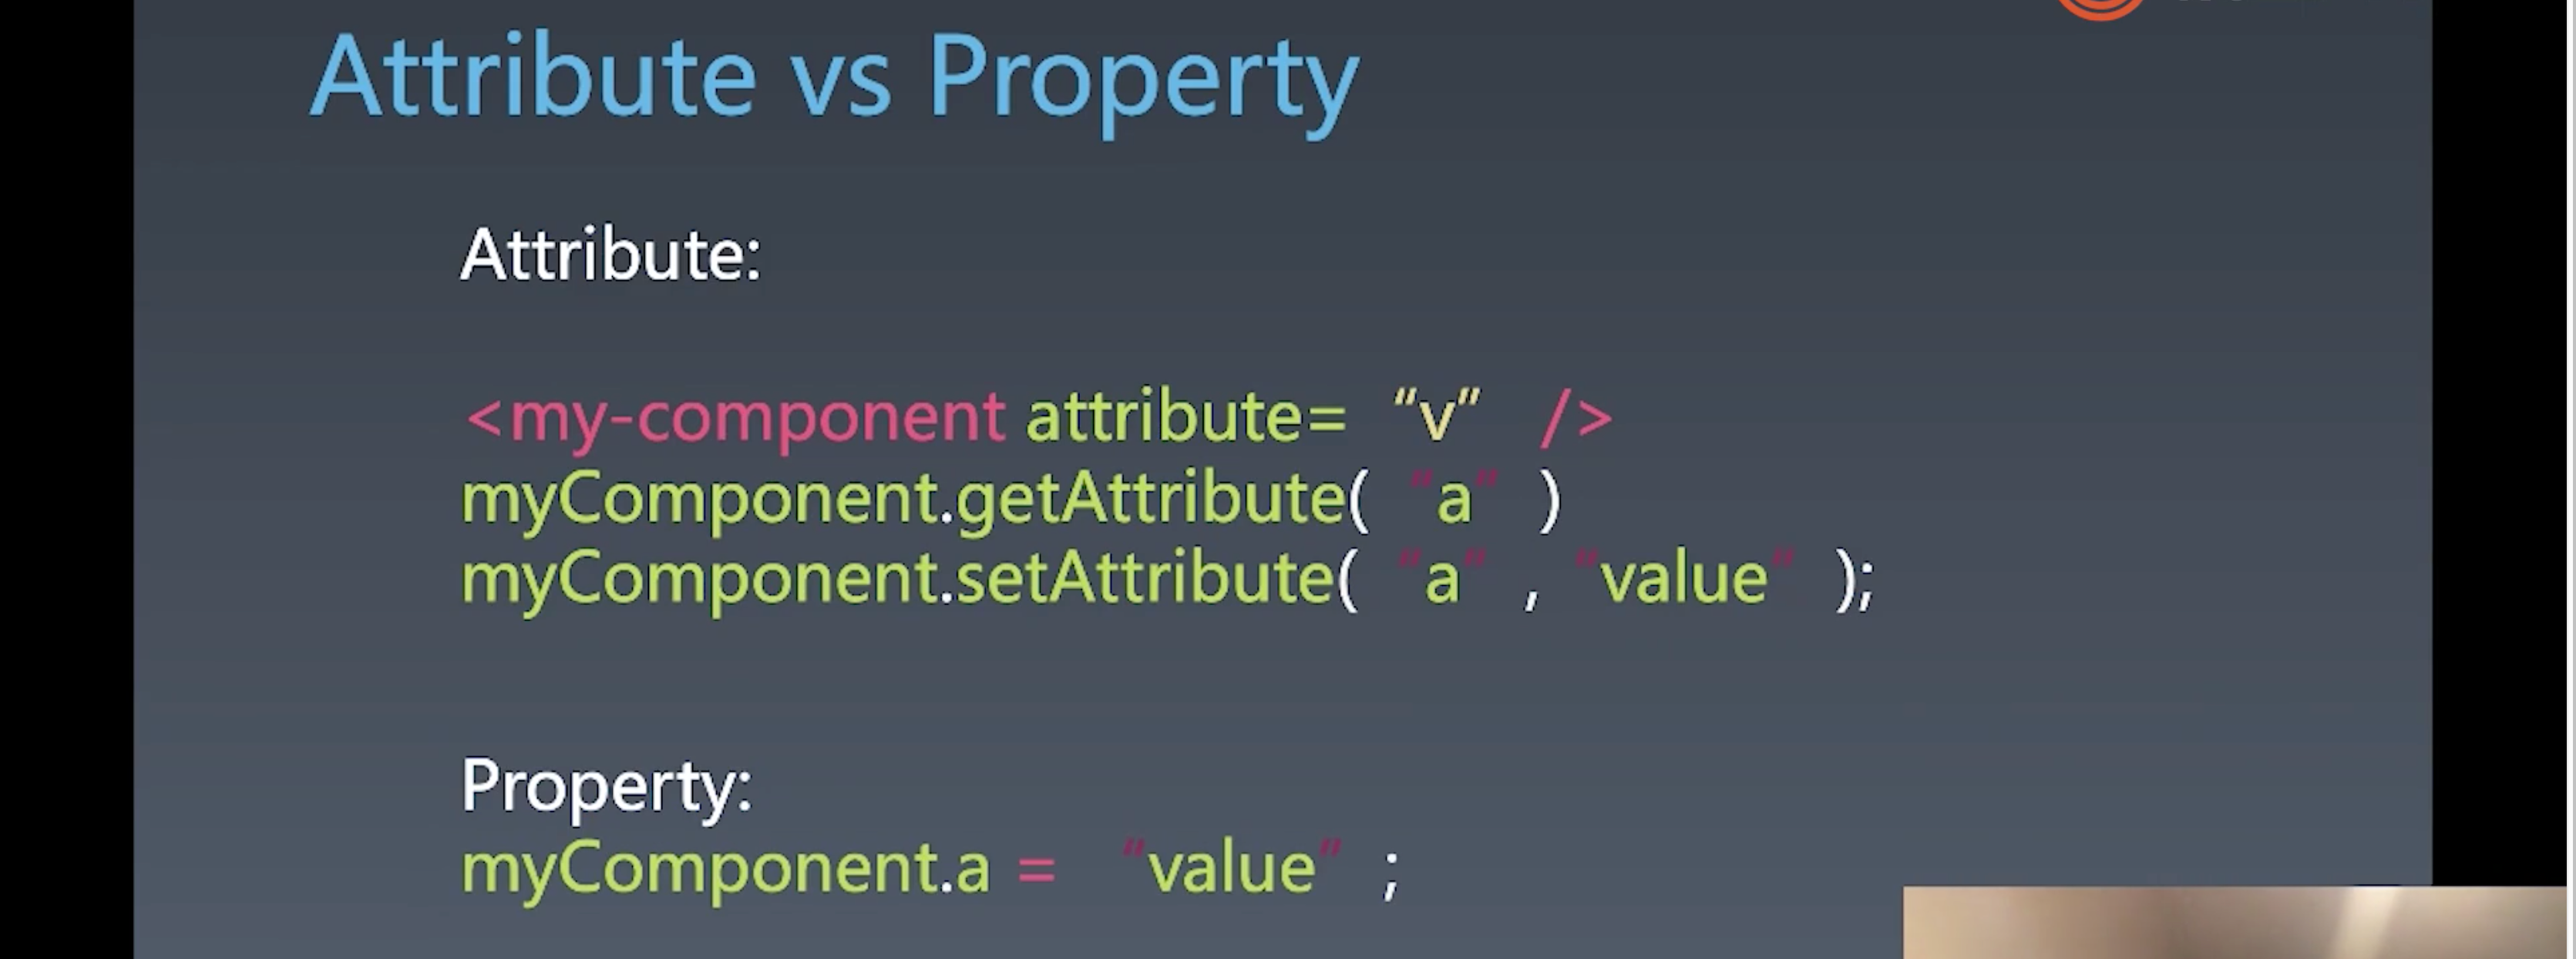 Attribute vs Property
Attribute:
<my-component attribute= “v” />
myComponent.getAttribute( “a” )
myComponent.setAttribute( “a” , “value” );
Property:
myComponent.a = “value” ;